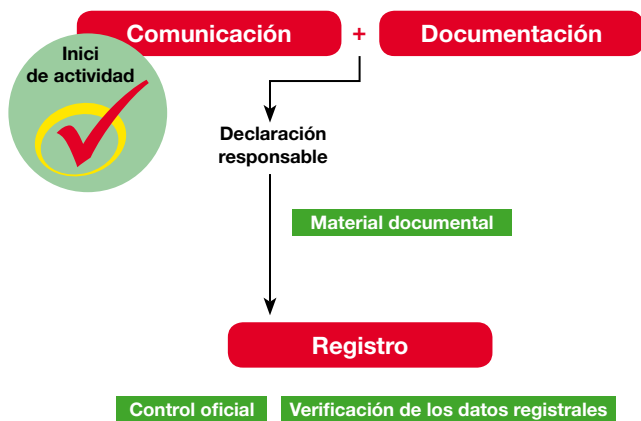 Comunicación + Documentación
Inici
de actividad
Declaración
responsable
Material documental
Registro
Control oficial
Verificación de los datos registrales